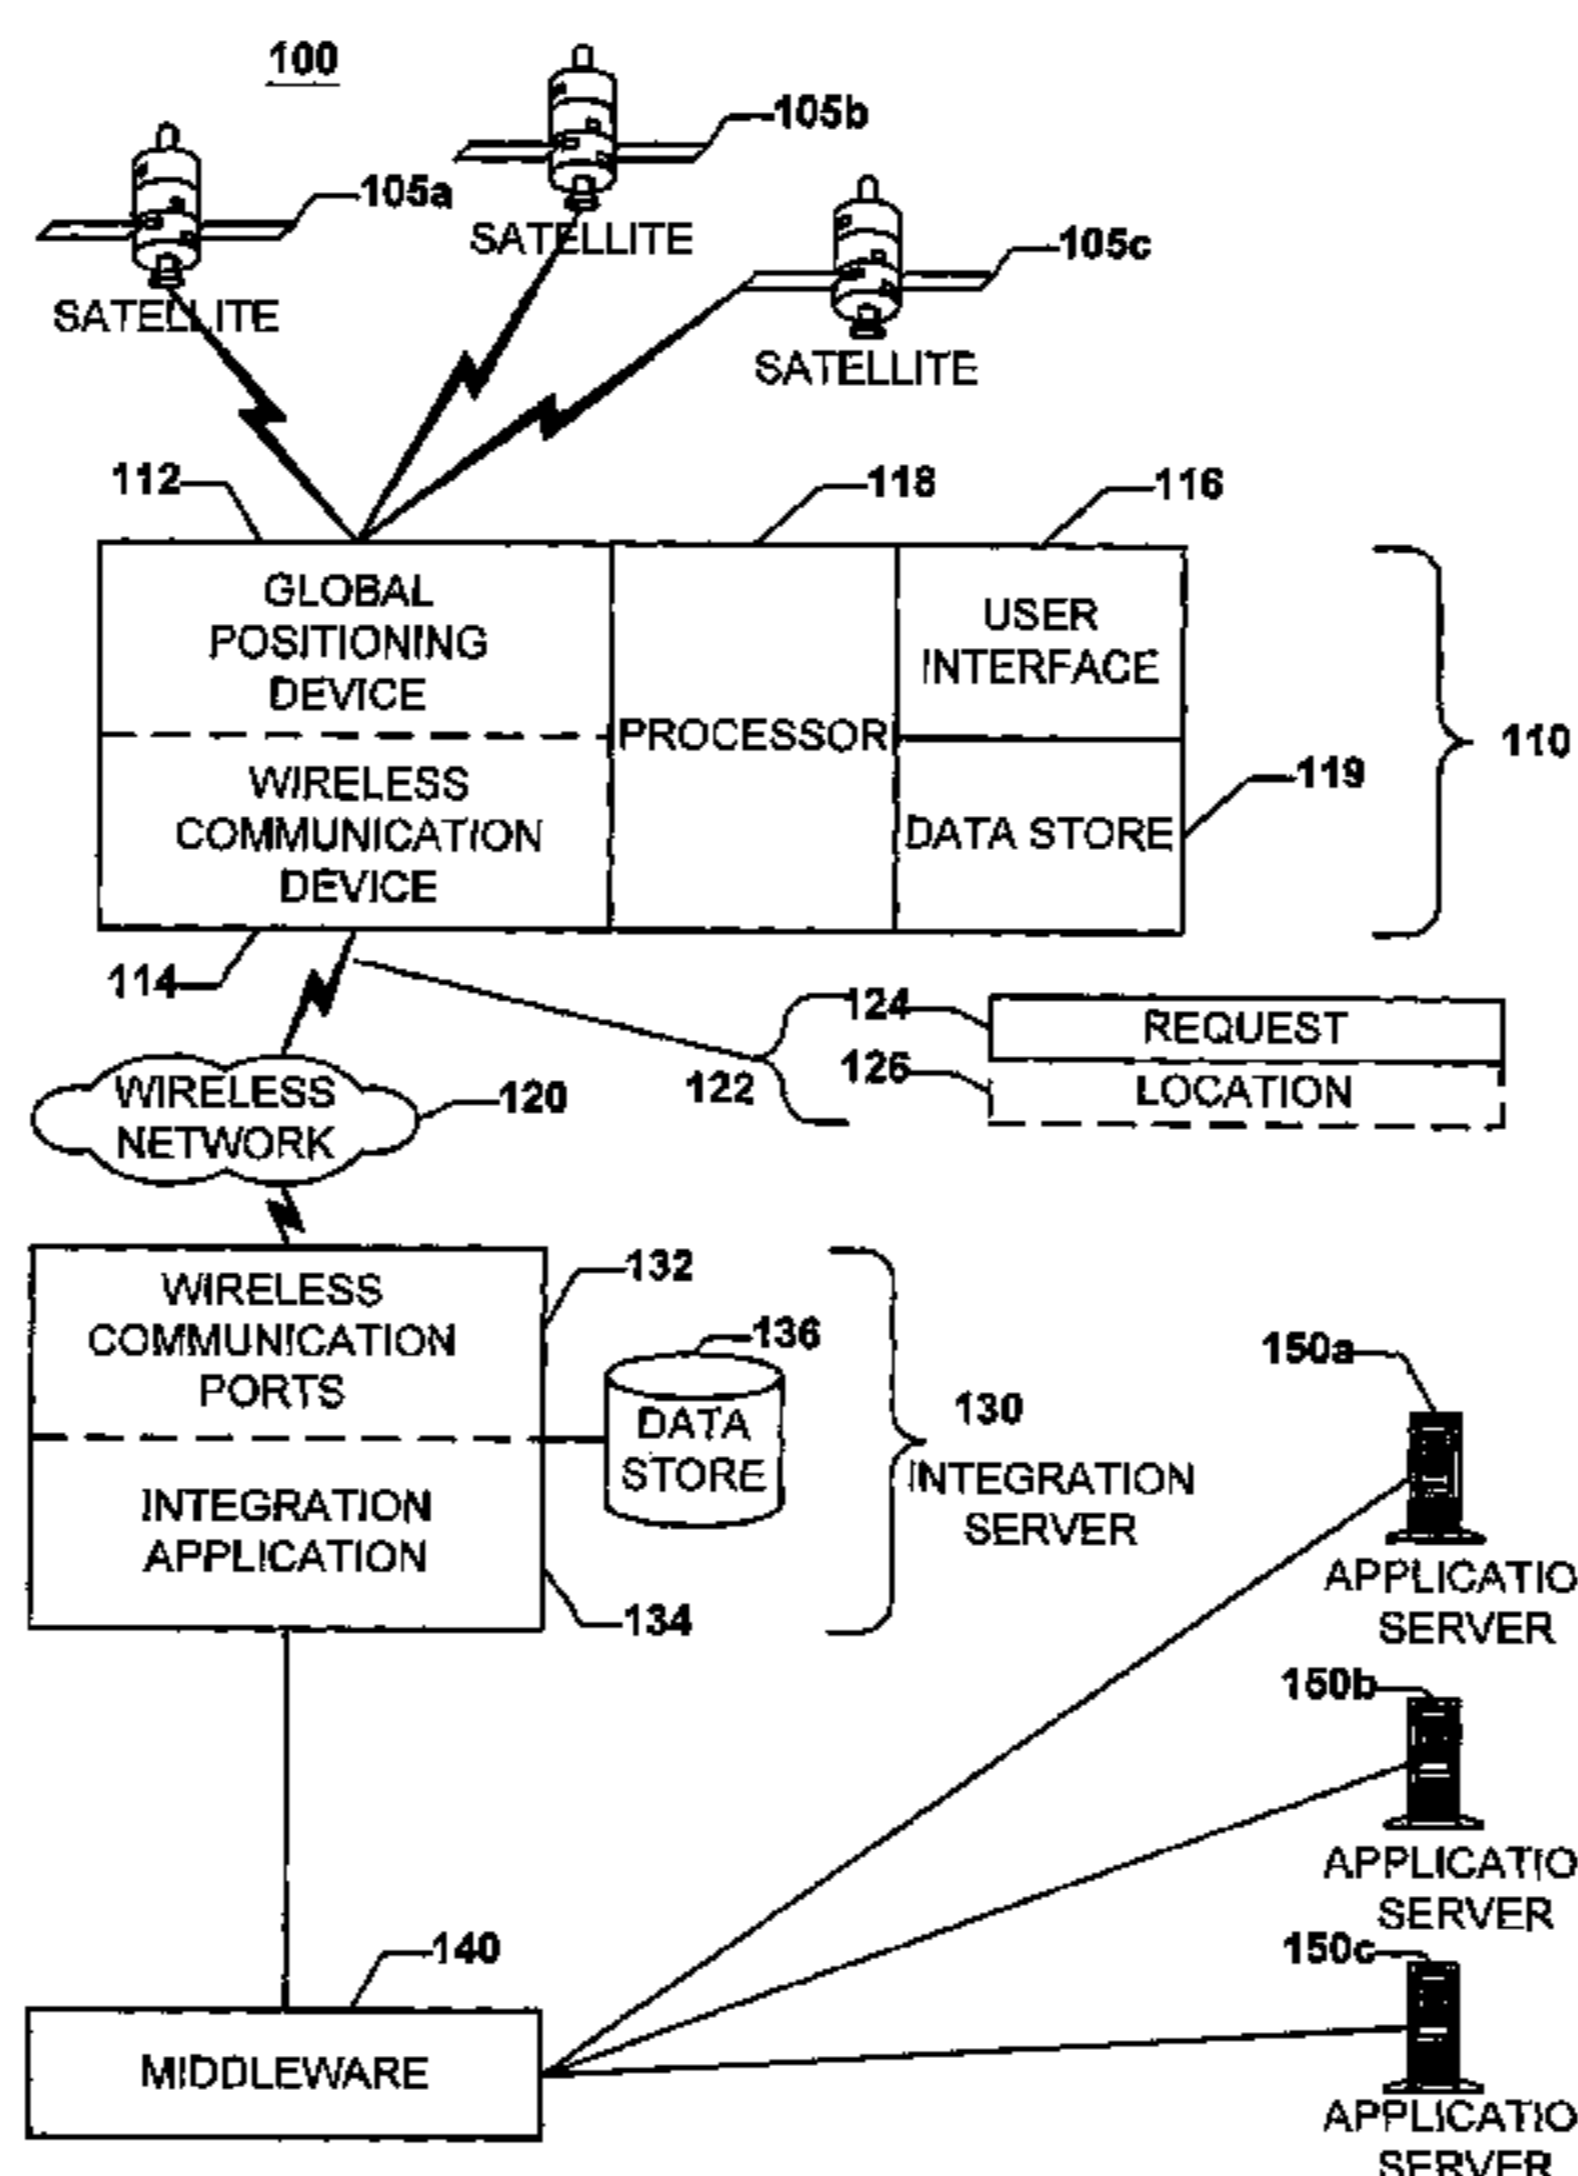 100
105b
105a
SATELLITE
105c
SATELLITE
SATELLITE
112
118
116
GLOBAL
POSITIONING
DEVICE
USER
INTERFACE
PROCESSOR
110
WIRELESS
COMMUNICATION
DEVICE
119
DATA STORE
114
124
REQUEST
122
126
LOCATION
WIRELESS
NETWORK
120
WIRELESS
COMMUNICATION
PORTS
132
136
DATA
STORE
130
INTEGRATION
SERVER
INTEGRATION
APPLICATION
134
150a
APPLICATIO
SERVER
150b
APPLICATIO
SERVER
140
150c
MIDDLEWARE
APPLICATIO
SERVER